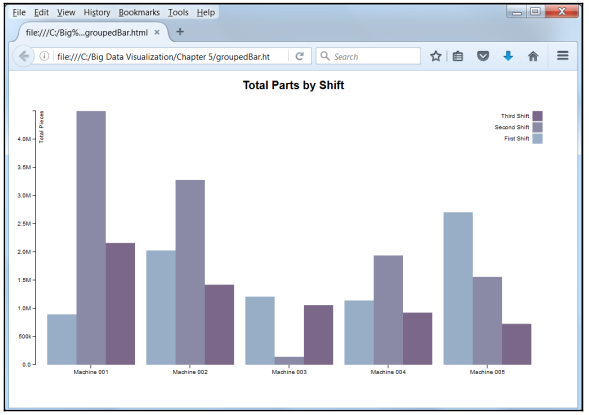 File Edit View History Bookmarks Tools Help
file:///C:/Big%...groupedBar.html × +
file:///C:/Big Data Visualization/Chapter 5/groupedBar.ht
Search
Total Parts by Shift
Total Pieces
Third Shift
Second Shift
First Shift
4.0M
3.5M
3.0M
2.5M
2.0M
1.5M
1.0M
500k
0.0
Machine 001 Machine 002 Machine 003 Machine 004 Machine 005